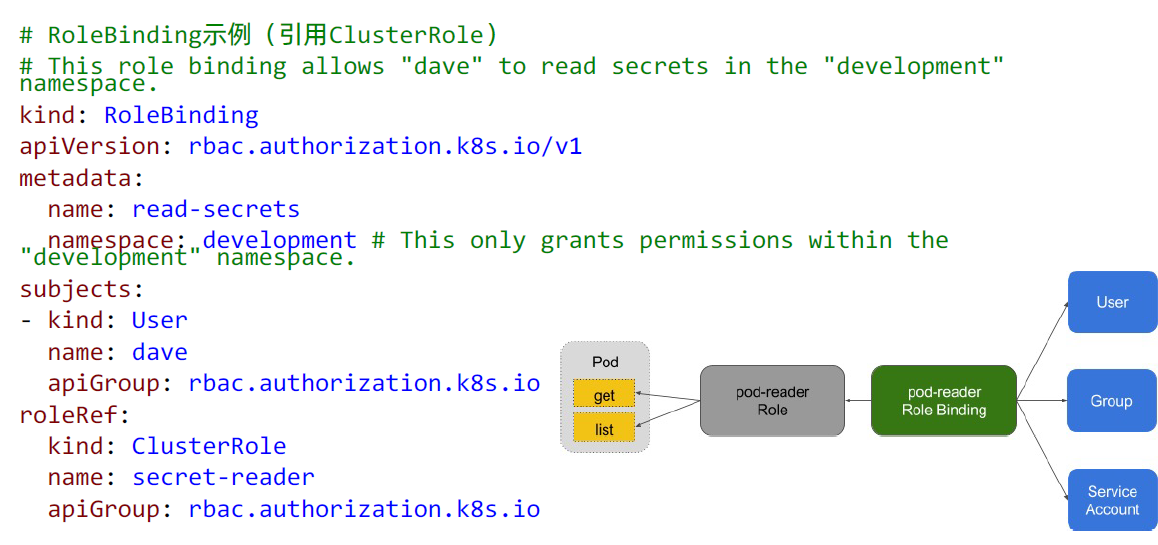 # RoleBinding示例（引用ClusterRole）
# This role binding allows "dave" to read secrets in the "development"
namespace.
kind: RoleBinding
apiVersion: rbac.authorization.k8s.io/v1
metadata:
  name: read-secrets
  namespace: development # This only grants permissions within the
"development" namespace.
subjects:
- kind: User
  name: dave
  apiGroup: rbac.authorization.k8s.io
roleRef:
  kind: ClusterRole
  name: secret-reader
  apiGroup: rbac.authorization.k8s.io
Pod
get
list
pod-reader
Role
pod-reader
Role Binding
User
Group
Service
Account